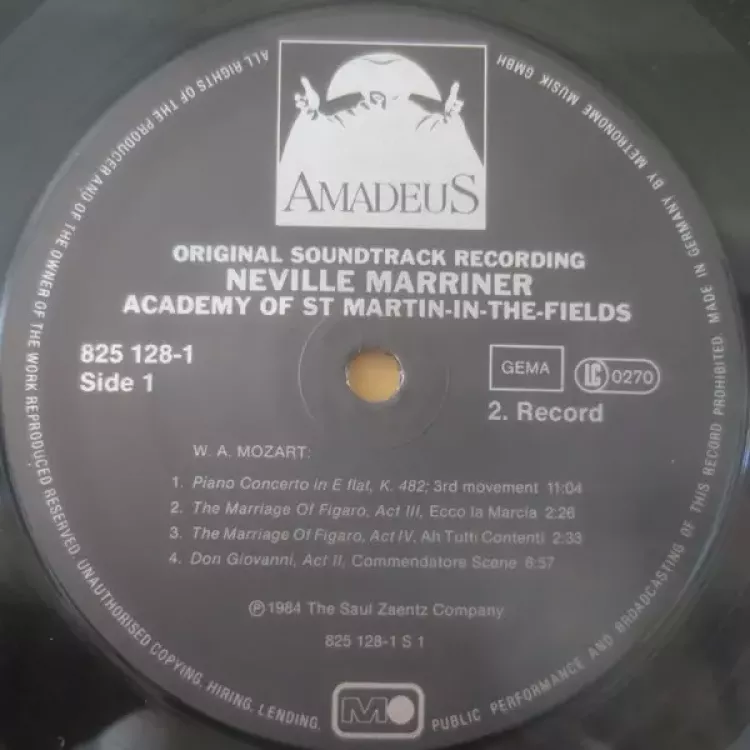 AMADEUS
ORIGINAL SOUNDTRACK RECORDING
NEVILLE MARRINER
ACADEMY OF ST MARTIN-IN-THE-FIELDS
825 128-1
Side 1
GEMA
LC 0270
2. Record
W. A. MOZART:
1. Piano Concerto in E flat, K. 482; 3rd movement 11:04
2. The Marriage Of Figaro, Act III, Ecco la Marcia 2:26
3. The Marriage Of Figaro, Act IV, Ah Tutti Contenti 2:33
4. Don Giovanni, Act II, Commendatore Scene 6:57
℗ 1984 The Saul Zaentz Company
825 128-1 S 1
ALL RIGHTS OF THE PRODUCER AND OF THE OWNER OF THE WORK REPRODUCED RESERVED UNAUTHORISED COPYING, HIRING, LENDING, PUBLIC PERFORMANCE AND BROADCASTING OF THIS RECORD PROHIBITED. MADE IN GERMANY BY METRONOME MUSIK GMBH